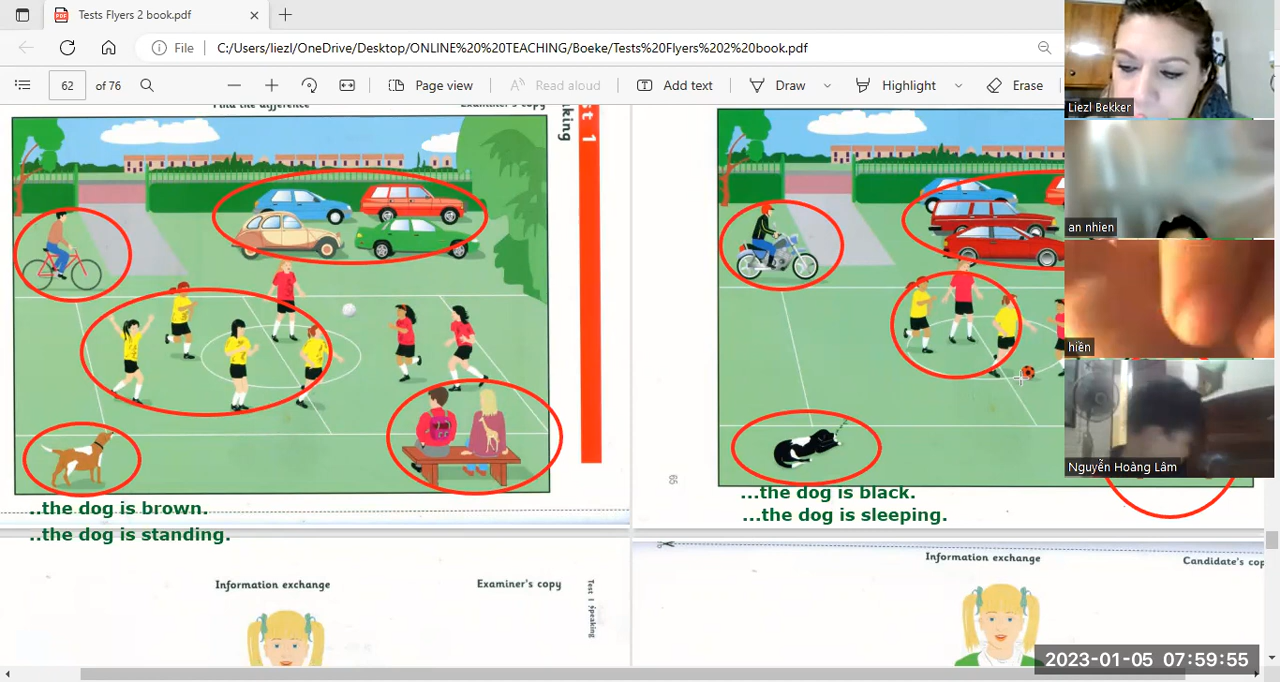 Tests Flyers 2 book.pdf
File
C:/Users/liezl/OneDrive/Desktop/ONLINE%20%20TEACHING/Boeke/Tests%20Flyers%202%20book.pdf
62 of 76
Page view
Read aloud
Add text
Draw
Highlight
Erase
Find the difference
Examiner's copy
..the dog is brown.
..the dog is standing.
...the dog is black.
...the dog is sleeping.
65
Information exchange
Examiner's copy
Test 1 Speaking
Information exchange
Candidate's cop
Liezl Bekker
an nhien
hiền
Nguyễn Hoàng Lâm
2023-01-05 07:59:55